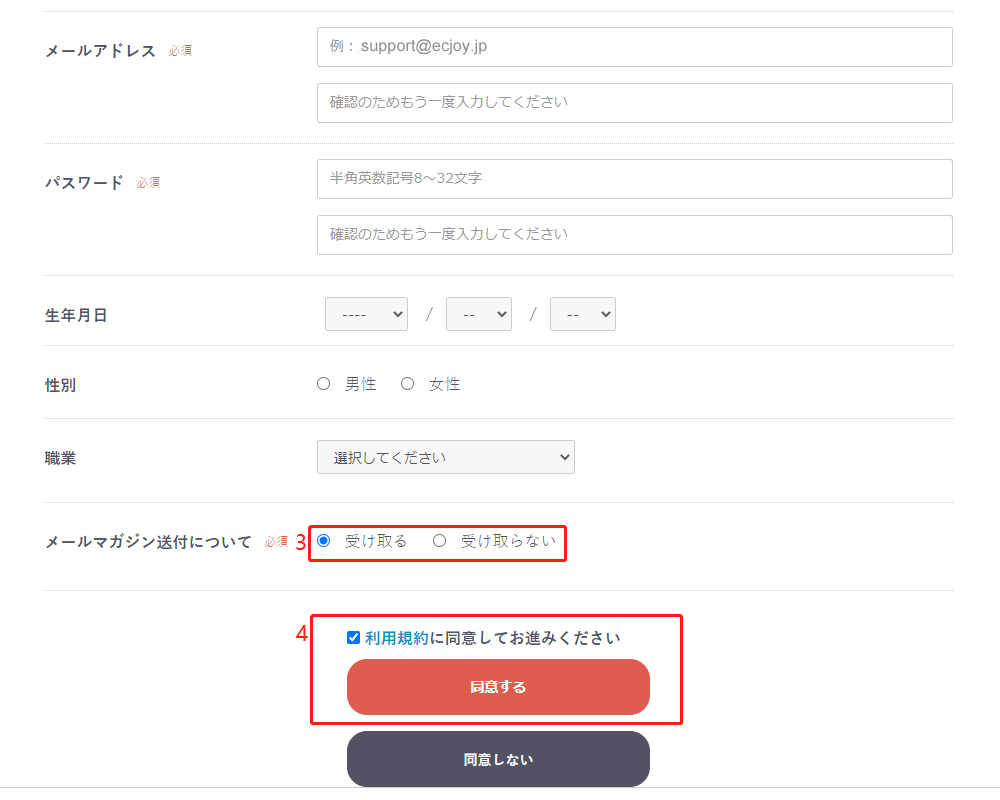 メールアドレス 必須 例： support@ecjoy.jp
確認のためもう一度入力してください
パスワード 必須 半角英数記号8～32文字
確認のためもう一度入力してください
生年月日 ---- / -- / --
性別 男性 女性
職業 選択してください
メールマガジン送付について 必須 3 受け取る 受け取らない
4 利用規約に同意してお進みください
同意する
同意しない